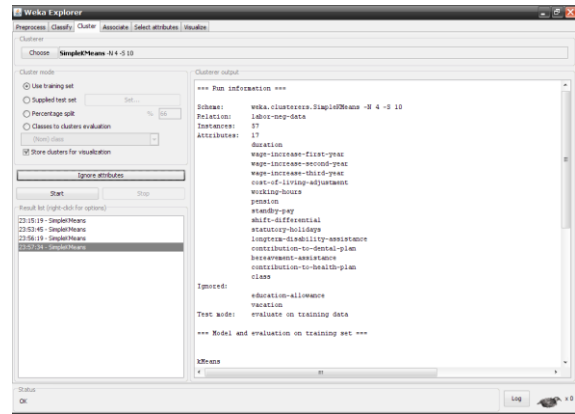 Weka Explorer
Preprocess Classify Cluster Associate Select attributes Visualize
Clusterer
Choose SimpleKMeans -N 4 -S 10
Cluster mode
Use training set
Supplied test set Set...
Percentage split % 66
Classes to clusters evaluation
(Nom) class
Store clusters for visualization
Ignore attributes
Start Stop
Result list (right-click for options)
23:15:19 - SimpleKMeans
23:53:45 - SimpleKMeans
23:56:19 - SimpleKMeans
23:57:34 - SimpleKMeans
Clusterer output
=== Run information ===
Scheme: weka.clusterers.SimpleKMeans -N 4 -S 10
Relation: labor-neg-data
Instances: 57
Attributes: 17
duration
wage-increase-first-year
wage-increase-second-year
wage-increase-third-year
cost-of-living-adjustment
working-hours
pension
standby-pay
shift-differential
statutory-holidays
longterm-disability-assistance
contribution-to-dental-plan
bereavement-assistance
contribution-to-health-plan
class
Ignored:
education-allowance
vacation
Test mode: evaluate on training data
=== Model and evaluation on training set ===
kMeans
Status
OK
Log x 0